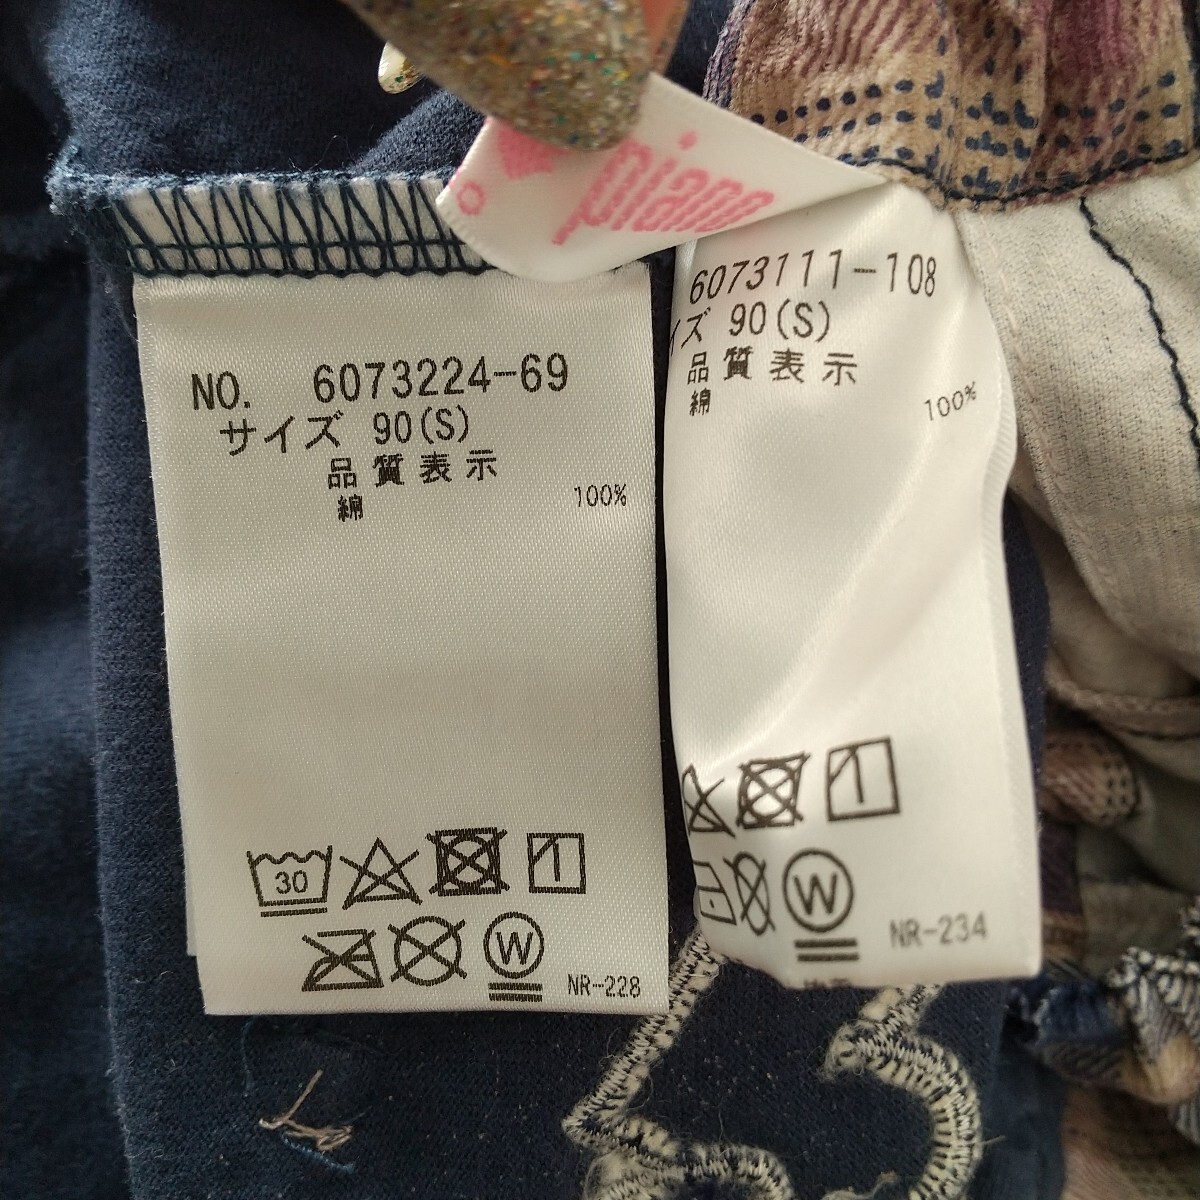 piano
NO. 6073224-69
サイズ 90(S)
品質表示
綿 100%
30
W
NR-228
6073111-108
イズ 90(S)
品質表示
綿 100%
W
NR-234